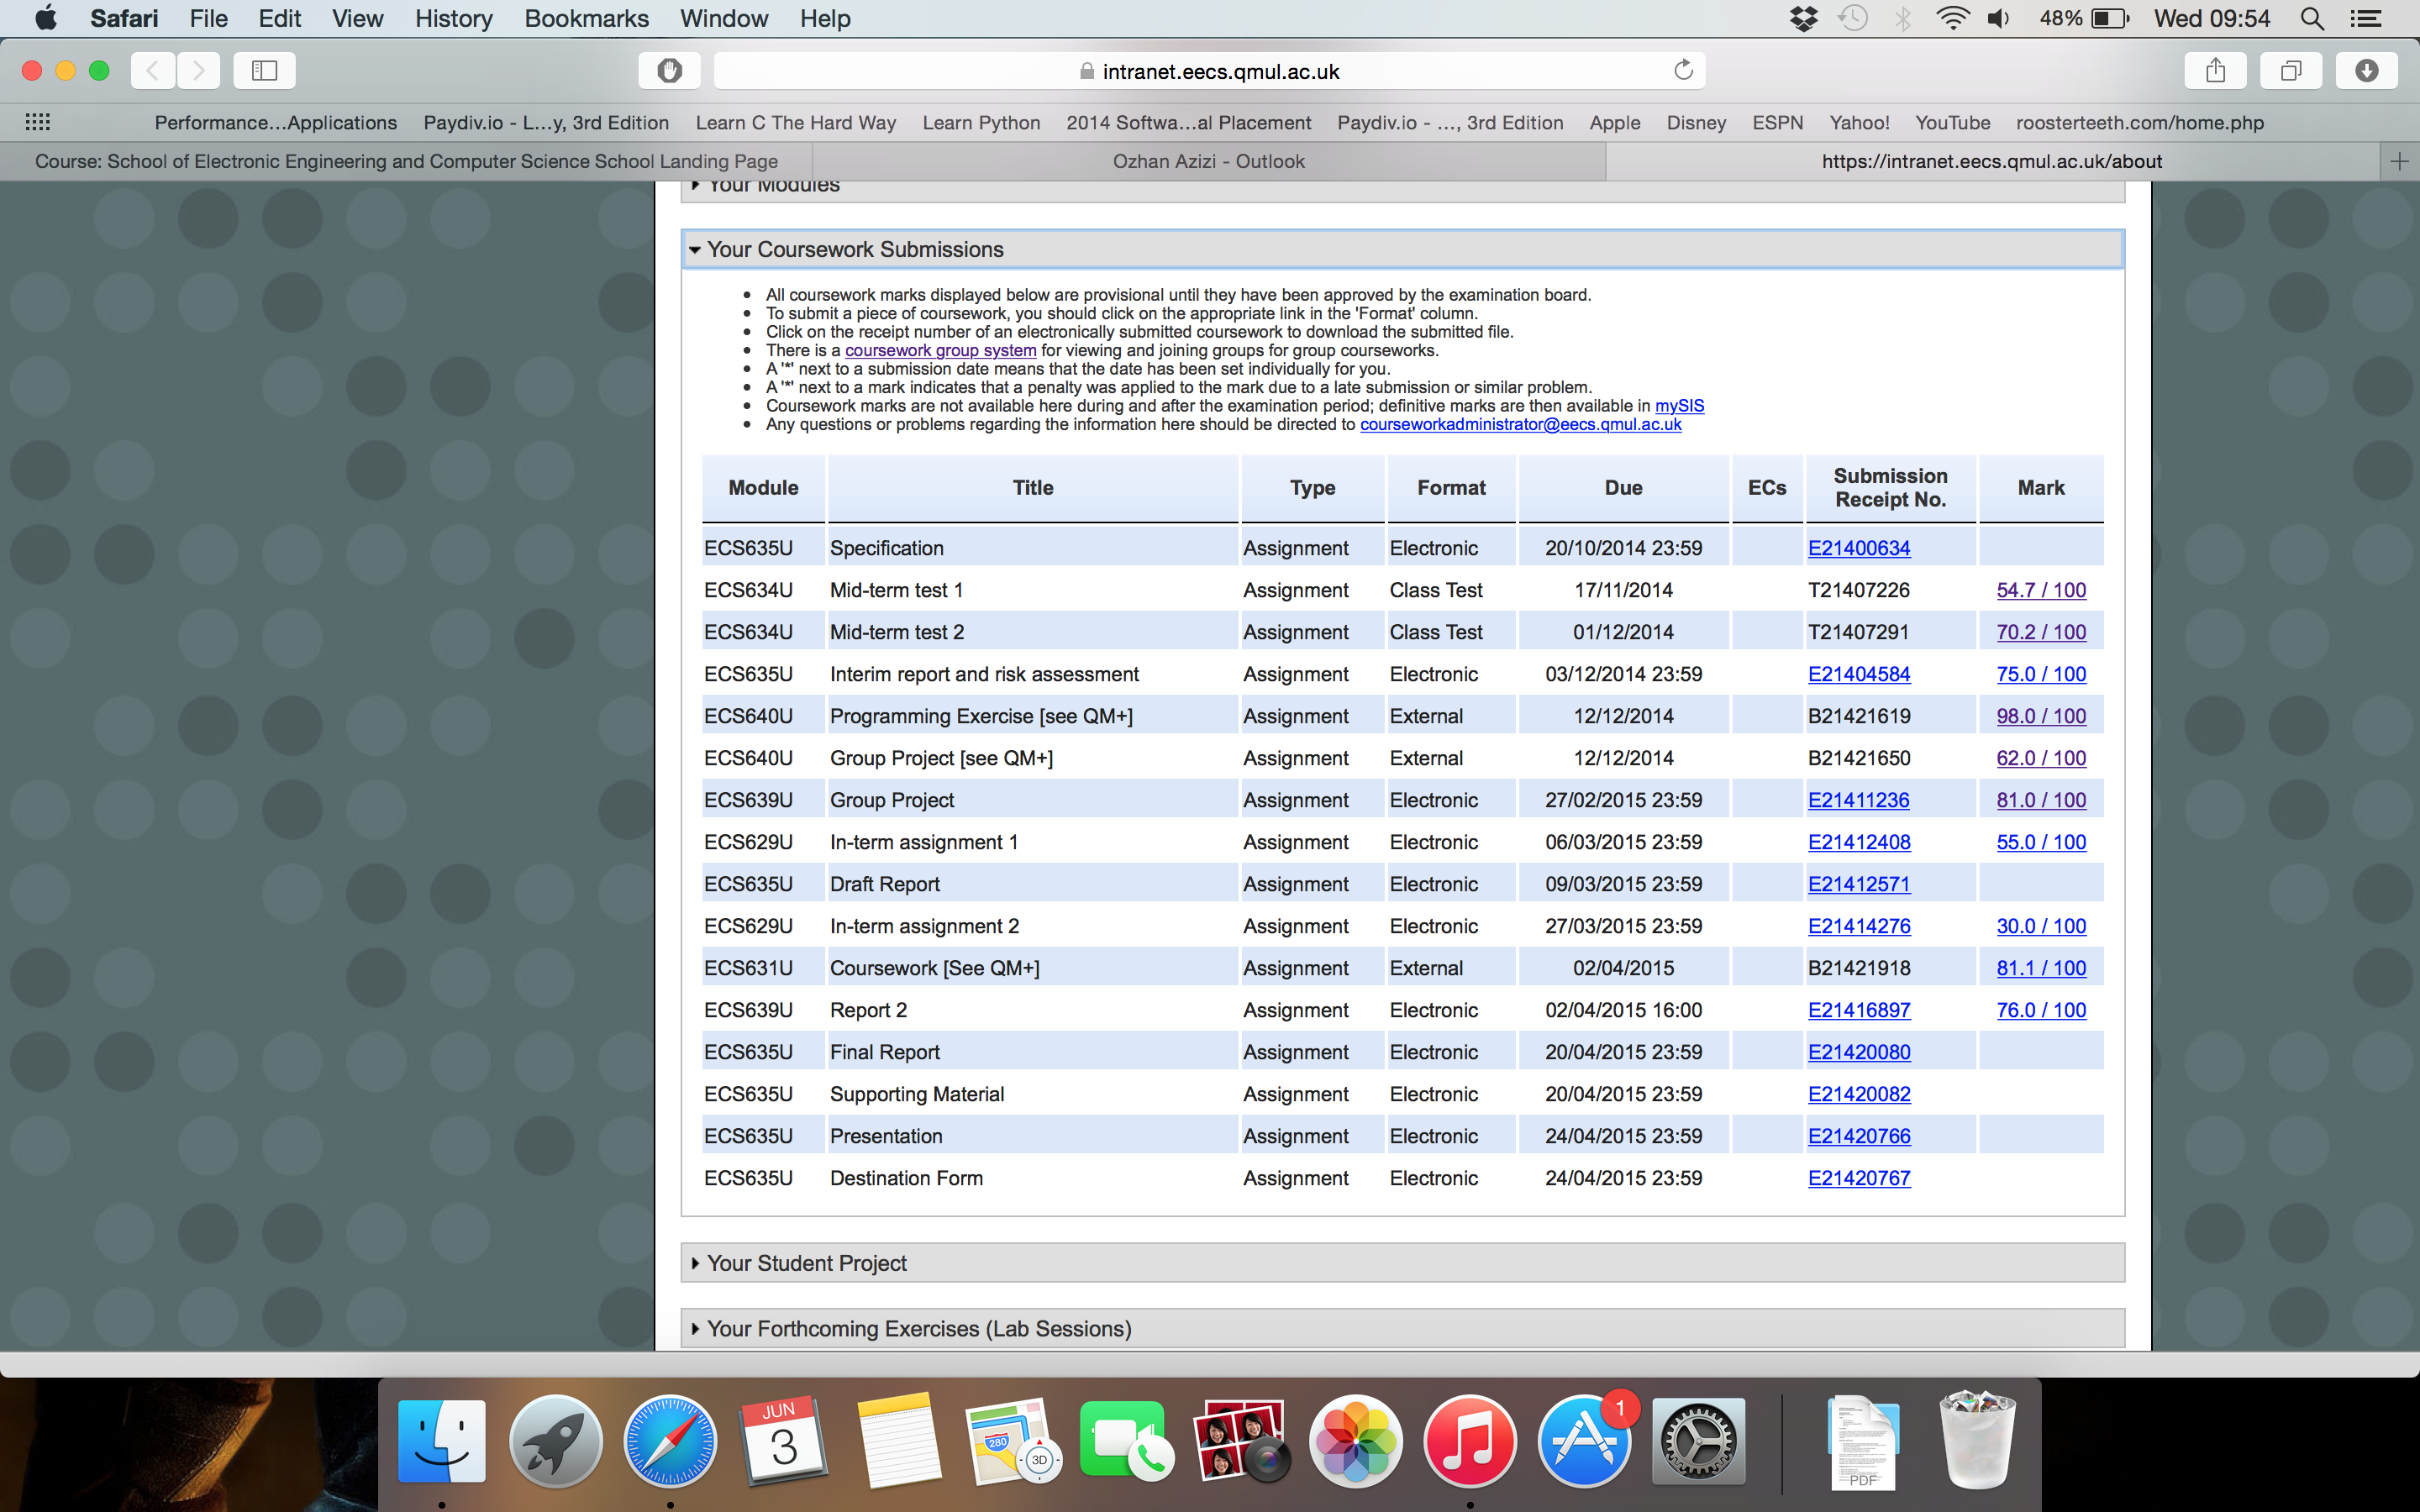 Safari File Edit View History Bookmarks Window Help 48% Wed 09:54
intranet.eecs.qmul.ac.uk
Performance...Applications Paydiv.io - L...y, 3rd Edition Learn C The Hard Way Learn Python 2014 Softwa...al Placement Paydiv.io - ..., 3rd Edition Apple Disney ESPN Yahoo! YouTube roosterteeth.com/home.php
Course: School of Electronic Engineering and Computer Science School Landing Page Ozhan Azizi - Outlook https://intranet.eecs.qmul.ac.uk/about
Your Modules
Your Coursework Submissions
All coursework marks displayed below are provisional until they have been approved by the examination board.
To submit a piece of coursework, you should click on the appropriate link in the 'Format' column.
Click on the receipt number of an electronically submitted coursework to download the submitted file.
There is a coursework group system for viewing and joining groups for group courseworks.
A '*' next to a submission date means that the date has been set individually for you.
A '*' next to a mark indicates that a penalty was applied to the mark due to a late submission or similar problem.
Coursework marks are not available here during and after the examination period; definitive marks are then available in mySIS
Any questions or problems regarding the information here should be directed to courseworkadministrator@eecs.qmul.ac.uk
Module Title Type Format Due ECs Submission Receipt No. Mark
ECS635U Specification Assignment Electronic 20/10/2014 23:59 E21400634
ECS634U Mid-term test 1 Assignment Class Test 17/11/2014 T21407226 54.7 / 100
ECS634U Mid-term test 2 Assignment Class Test 01/12/2014 T21407291 70.2 / 100
ECS635U Interim report and risk assessment Assignment Electronic 03/12/2014 23:59 E21404584 75.0 / 100
ECS640U Programming Exercise [see QM+] Assignment External 12/12/2014 B21421619 98.0 / 100
ECS640U Group Project [see QM+] Assignment External 12/12/2014 B21421650 62.0 / 100
ECS639U Group Project Assignment Electronic 27/02/2015 23:59 E21411236 81.0 / 100
ECS629U In-term assignment 1 Assignment Electronic 06/03/2015 23:59 E21412408 55.0 / 100
ECS635U Draft Report Assignment Electronic 09/03/2015 23:59 E21412571
ECS629U In-term assignment 2 Assignment Electronic 27/03/2015 23:59 E21414276 30.0 / 100
ECS631U Coursework [See QM+] Assignment External 02/04/2015 B21421918 81.1 / 100
ECS639U Report 2 Assignment Electronic 02/04/2015 16:00 E21416897 76.0 / 100
ECS635U Final Report Assignment Electronic 20/04/2015 23:59 E21420080
ECS635U Supporting Material Assignment Electronic 20/04/2015 23:59 E21420082
ECS635U Presentation Assignment Electronic 24/04/2015 23:59 E21420766
ECS635U Destination Form Assignment Electronic 24/04/2015 23:59 E21420767
Your Student Project
Your Forthcoming Exercises (Lab Sessions)
JUN
3
280
3D
1
PDF